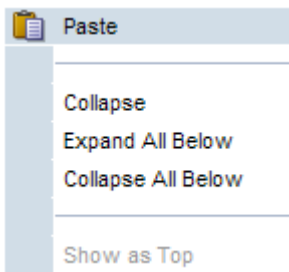 Paste
Collapse
Expand All Below
Collapse All Below
Show as Top